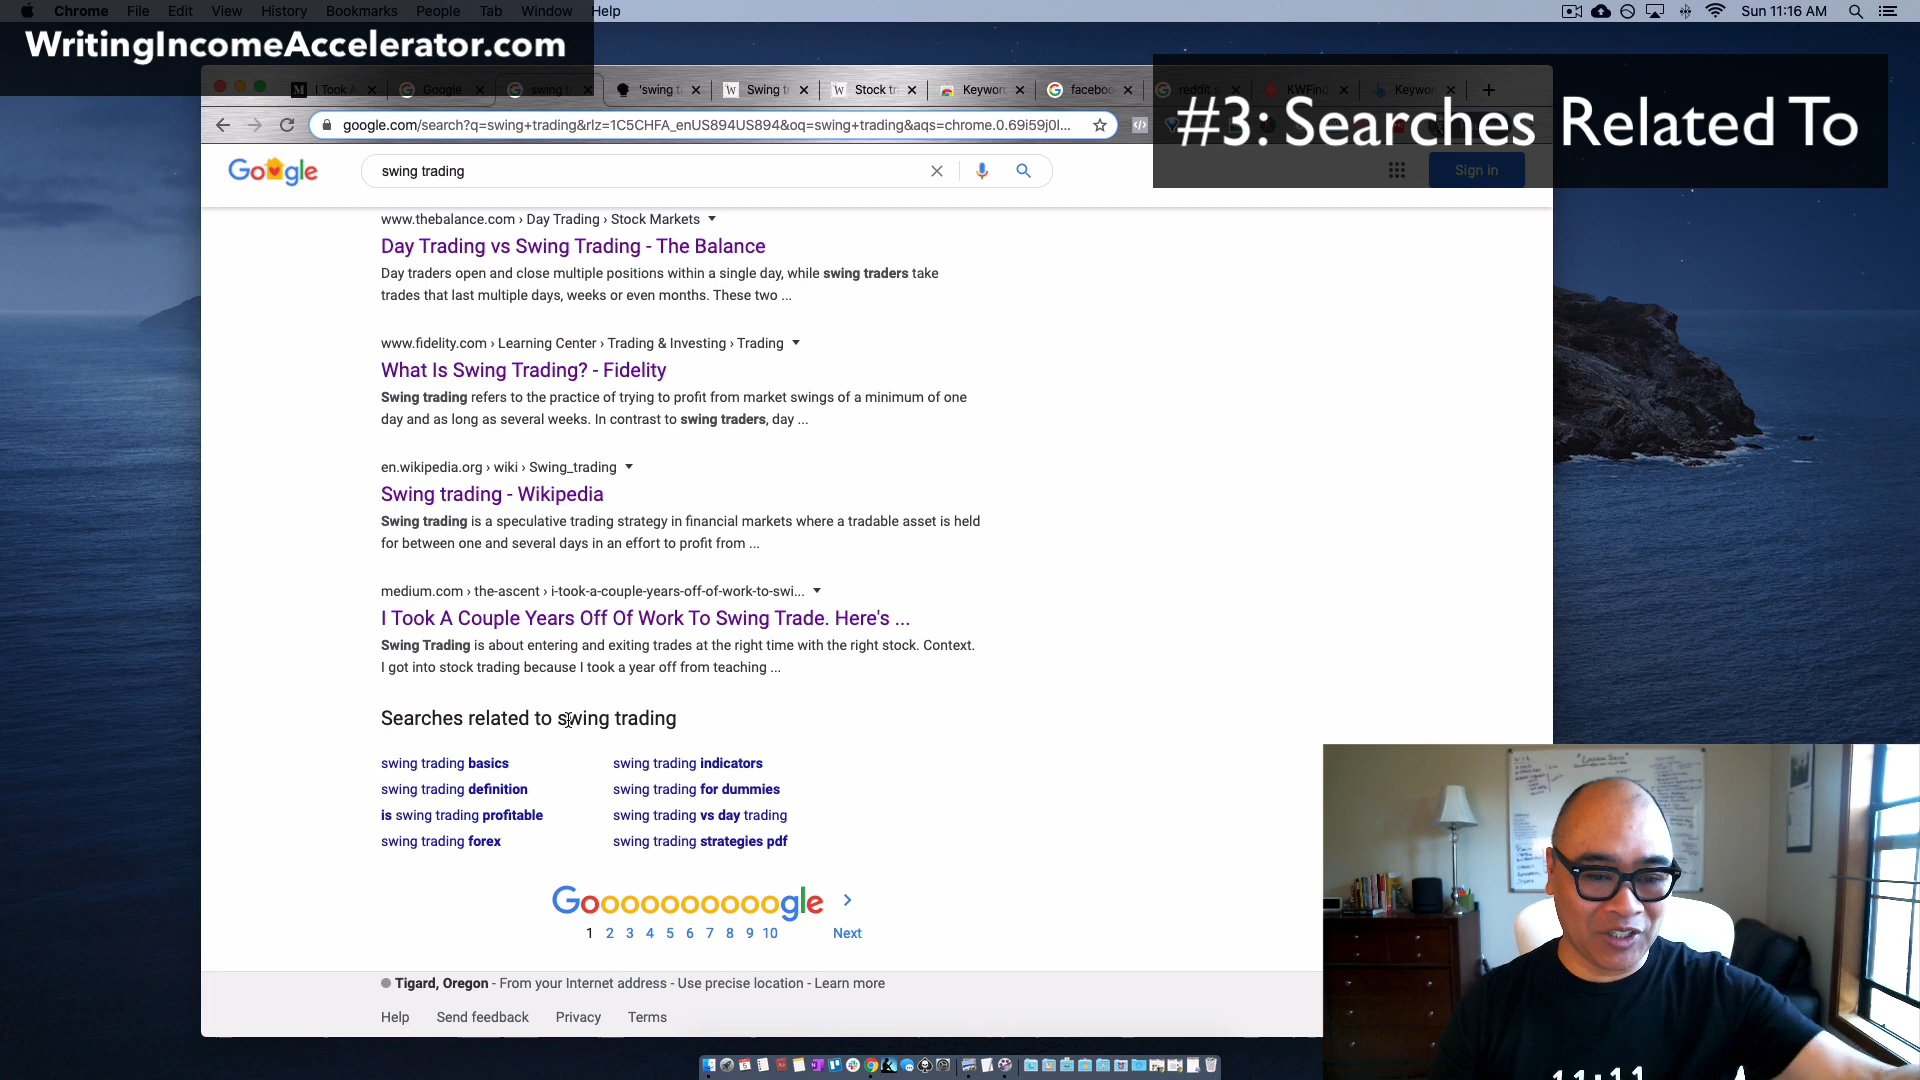 Chrome File Edit View History Bookmarks People Tab Window Help
Sun 11:16 AM
WritingIncomeAccelerator.com
#3: Searches Related To
I Took A
Google
swing t
'swing t
Swing t
Stock tr
Keywor
faceboo
reddit s
KWFin
Keywor
google.com/search?q=swing+trading&rlz=1C5CHFA_enUS894US894&oq=swing+trading&aqs=chrome.0.69i59j0l...
Google
swing trading
Sign in
www.thebalance.com › Day Trading › Stock Markets
Day Trading vs Swing Trading - The Balance
Day traders open and close multiple positions within a single day, while swing traders take
trades that last multiple days, weeks or even months. These two ...
www.fidelity.com › Learning Center › Trading & Investing › Trading
What Is Swing Trading? - Fidelity
Swing trading refers to the practice of trying to profit from market swings of a minimum of one
day and as long as several weeks. In contrast to swing traders, day ...
en.wikipedia.org › wiki › Swing_trading
Swing trading - Wikipedia
Swing trading is a speculative trading strategy in financial markets where a tradable asset is held
for between one and several days in an effort to profit from ...
medium.com › the-ascent › i-took-a-couple-years-off-of-work-to-swi...
I Took A Couple Years Off Of Work To Swing Trade. Here's ...
Swing Trading is about entering and exiting trades at the right time with the right stock. Context.
I got into stock trading because I took a year off from teaching ...
Searches related to swing trading
swing trading basics
swing trading indicators
swing trading definition
swing trading for dummies
is swing trading profitable
swing trading vs day trading
swing trading forex
swing trading strategies pdf
Goooooooooogle
1 2 3 4 5 6 7 8 9 10 Next
Tigard, Oregon - From your Internet address - Use precise location - Learn more
Help Send feedback Privacy Terms